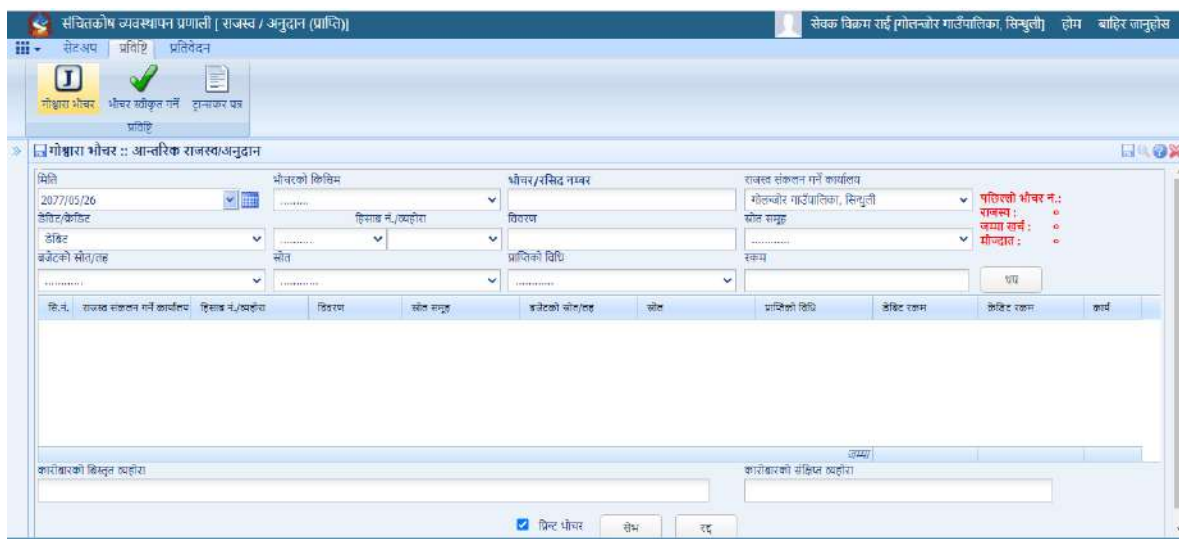 संचितकोष व्यवस्थापन प्रणाली [ राजस्व / अनुदान (प्राप्ति)]
सेवक विक्रम राई [गोलन्जोर गाउँपालिका, सिन्धुली] होम बाहिर जानुहोस
सेटअप प्रविष्टि प्रतिवेदन
J
गोश्वारा भौचर भौचर स्वीकृत गर्ने ट्रान्सफर पत्र
प्रविष्टि
गोश्वारा भौचर :: आन्तरिक राजस्व/अनुदान
मिति भौचरको किसिम भौचर/रसिद नम्बर राजस्व संकलन गर्ने कार्यालय
2077/05/26 ......... गोलन्जोर गाउँपालिका, सिन्धुली
पछिल्लो भौचर नं.:
राजस्व : ०
जम्मा खर्च : ०
मौज्दात : ०
डेविट/क्रेडिट हिसाब नं./व्यहोरा विवरण स्रोत समूह
डेबिट .......... ............
बजेटको स्रोत/तह स्रोत प्राप्तिको विधि रकम
............ ............ ............ थप
सि.नं. राजस्व संकलन गर्ने कार्यालय हिसाब नं./व्यहोरा विवरण स्रोत समूह बजेटको स्रोत/तह स्रोत प्राप्तिको विधि डेबिट रकम क्रेडिट रकम कार्य
जम्मा
कारोबारको बिस्तृत व्यहोरा कारोबारको संक्षिप्त व्यहोरा
प्रिन्ट भौचर सेभ रद्द